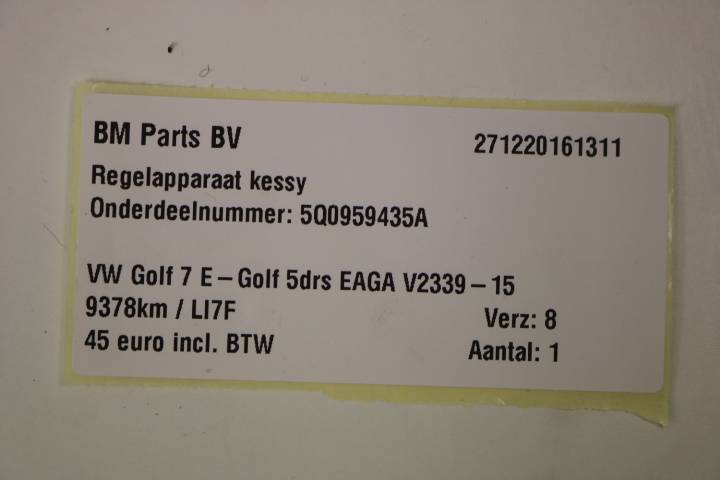 BM Parts BV 271220161311
Regelapparaat kessy
Onderdeelnummer: 5Q0959435A
VW Golf 7 E-Golf 5drs EAGA V2339-15
9378km / LI7F Verz: 8
45 euro incl. BTW Aantal: 1